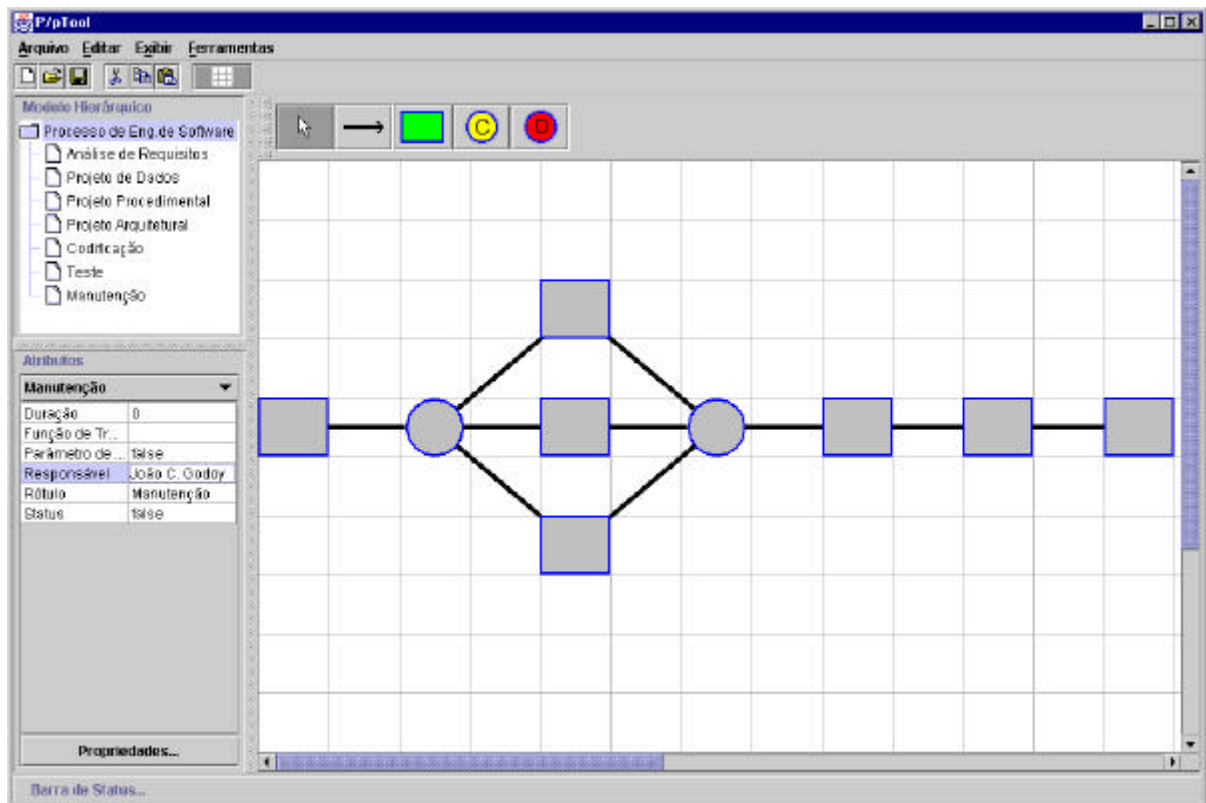 P/pTool
Arquivo Editar Exibir Ferramentas
Modelo Hierárquico
Processo de Eng.de Software
Análise de Requisitos
Projeto de Dados
Projeto Procedimental
Projeto Arquitetural
Codificação
Teste
Manutenção
C
D
Atributos
Manutenção
Duração 0
Função de Tr...
Parâmetro de ... false
Responsável João C. Godoy
Rótulo Manutenção
Status false
Propriedades...
Barra de Status...